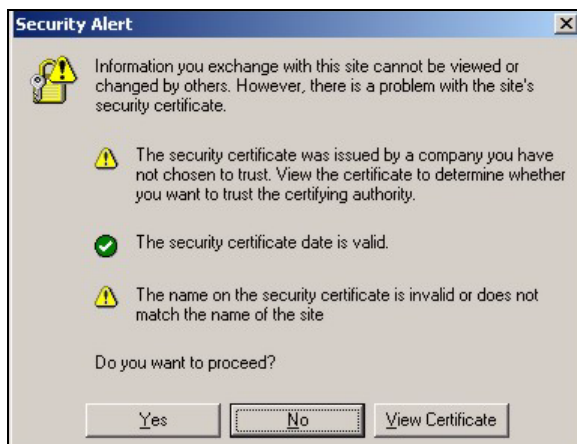 Security Alert
Information you exchange with this site cannot be viewed or
changed by others. However, there is a problem with the site's
security certificate.
The security certificate was issued by a company you have
not chosen to trust. View the certificate to determine whether
you want to trust the certifying authority.
The security certificate date is valid.
The name on the security certificate is invalid or does not
match the name of the site
Do you want to proceed?
Yes No View Certificate